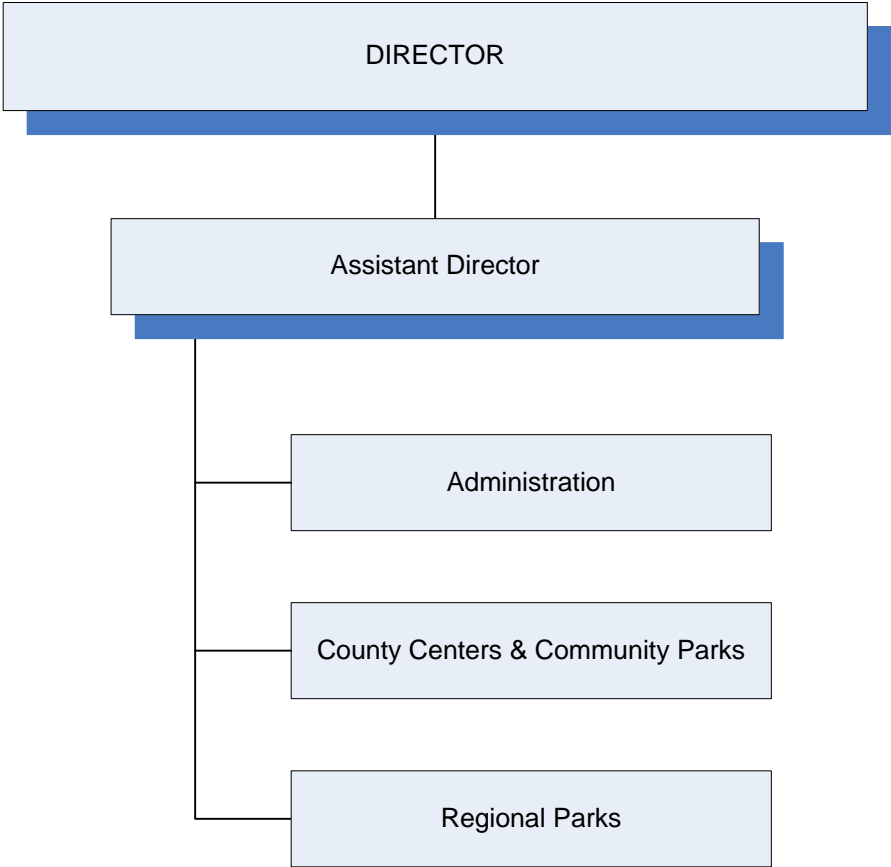 DIRECTOR
Assistant Director
Administration
County Centers & Community Parks
Regional Parks